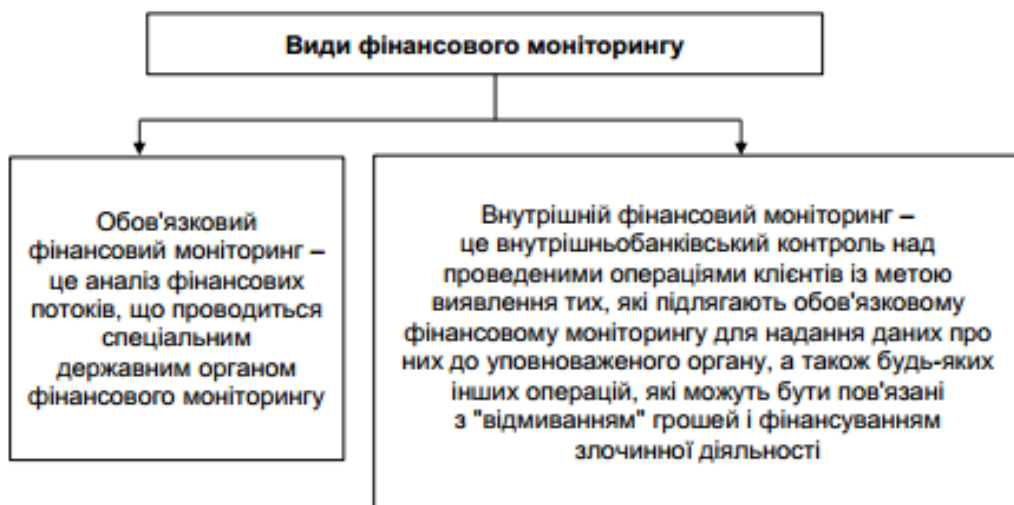 Види фінансового моніторингу
Обов'язковий
фінансовий моніторинг –
це аналіз фінансових
потоків, що проводиться
спеціальним
державним органом
фінансового моніторингу
Внутрішній фінансовий моніторинг –
це внутрішньобанківський контроль над
проведеними операціями клієнтів із метою
виявлення тих, які підлягають обов'язковому
фінансовому моніторингу для надання даних про
них до уповноваженого органу, а також будь-яких
інших операцій, які можуть бути пов'язані
з "відмиванням" грошей і фінансуванням
злочинної діяльності